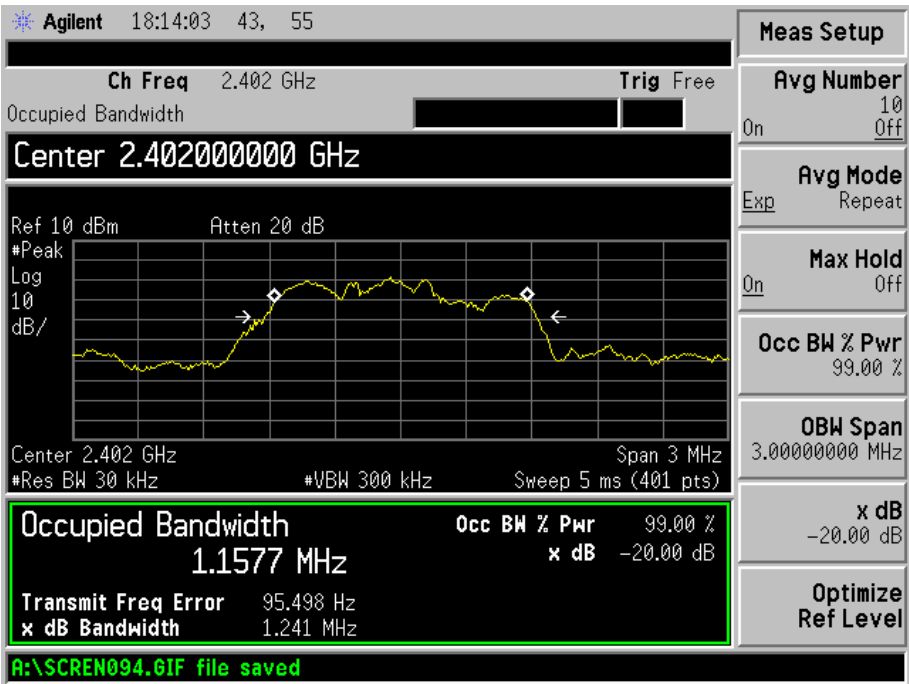 Agilent 18:14:03 43, 55
Ch Freq 2.402 GHz Trig Free
Occupied Bandwidth
Center 2.402000000 GHz
Ref 10 dBm Atten 20 dB
#Peak
Log
10
dB/
Center 2.402 GHz Span 3 MHz
#Res BW 30 kHz #VBW 300 kHz Sweep 5 ms (401 pts)
Occupied Bandwidth Occ BW % Pwr 99.00 %
1.1577 MHz x dB -20.00 dB
Transmit Freq Error 95.498 Hz
x dB Bandwidth 1.241 MHz
A:\SCREN094.GIF file saved
Meas Setup
Avg Number
10
On Off
Avg Mode
Exp Repeat
Max Hold
On Off
Occ BW % Pwr
99.00 %
OBW Span
3.00000000 MHz
x dB
-20.00 dB
Optimize
Ref Level